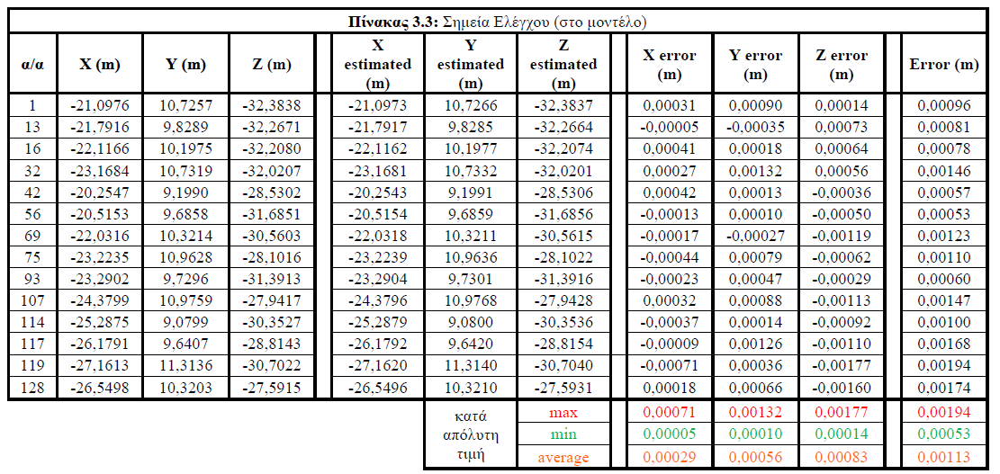 Πίνακας 3.3: Σημεία Ελέγχου (στο μοντέλο)
α/α X (m) Y (m) Z (m) X estimated (m) Y estimated (m) Z estimated (m) X error (m) Y error (m) Z error (m) Error (m)
1 -21,0976 10,7257 -32,3838 -21,0973 10,7266 -32,3837 0,00031 0,00090 0,00014 0,00096
13 -21,7916 9,8289 -32,2671 -21,7917 9,8285 -32,2664 -0,00005 -0,00035 0,00073 0,00081
16 -22,1166 10,1975 -32,2080 -22,1162 10,1977 -32,2074 0,00041 0,00018 0,00064 0,00078
32 -23,1684 10,7319 -32,0207 -23,1681 10,7332 -32,0201 0,00027 0,00132 0,00056 0,00146
42 -20,2547 9,1990 -28,5302 -20,2543 9,1991 -28,5306 0,00042 0,00013 -0,00036 0,00057
56 -20,5153 9,6858 -31,6851 -20,5154 9,6859 -31,6856 -0,00013 0,00010 -0,00050 0,00053
69 -22,0316 10,3214 -30,5603 -22,0318 10,3211 -30,5615 -0,00017 -0,00027 -0,00119 0,00123
75 -23,2235 10,9628 -28,1016 -23,2239 10,9636 -28,1022 -0,00044 0,00079 -0,00062 0,00110
93 -23,2902 9,7296 -31,3913 -23,2904 9,7301 -31,3916 -0,00023 0,00047 -0,00029 0,00060
107 -24,3799 10,9759 -27,9417 -24,3796 10,9768 -27,9428 0,00032 0,00088 -0,00113 0,00147
114 -25,2875 9,0799 -30,3527 -25,2879 9,0800 -30,3536 -0,00037 0,00014 -0,00092 0,00100
117 -26,1791 9,6407 -28,8143 -26,1792 9,6420 -28,8154 -0,00009 0,00126 -0,00110 0,00168
119 -27,1613 11,3136 -30,7022 -27,1620 11,3140 -30,7040 -0,00071 0,00036 -0,00177 0,00194
128 -26,5498 10,3203 -27,5915 -26,5496 10,3210 -27,5931 0,00018 0,00066 -0,00160 0,00174
κατά απόλυτη τιμή max 0,00071 0,00132 0,00177 0,00194
min 0,00005 0,00010 0,00014 0,00053
average 0,00029 0,00056 0,00083 0,00113